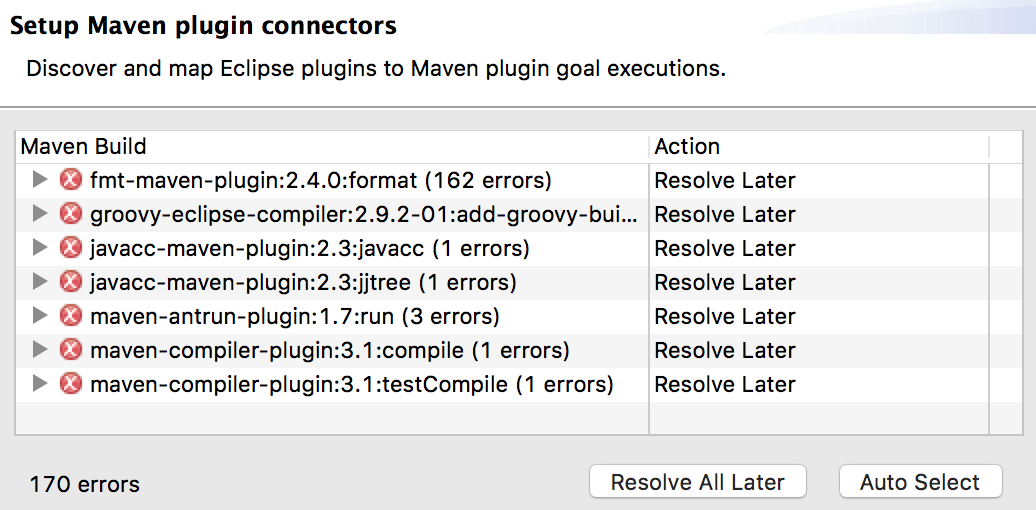 Setup Maven plugin connectors
Discover and map Eclipse plugins to Maven plugin goal executions.
Maven Build Action
fmt-maven-plugin:2.4.0:format (162 errors) Resolve Later
groovy-eclipse-compiler:2.9.2-01:add-groovy-bui... Resolve Later
javacc-maven-plugin:2.3:javacc (1 errors) Resolve Later
javacc-maven-plugin:2.3:jjtree (1 errors) Resolve Later
maven-antrun-plugin:1.7:run (3 errors) Resolve Later
maven-compiler-plugin:3.1:compile (1 errors) Resolve Later
maven-compiler-plugin:3.1:testCompile (1 errors) Resolve Later
170 errors Resolve All Later Auto Select